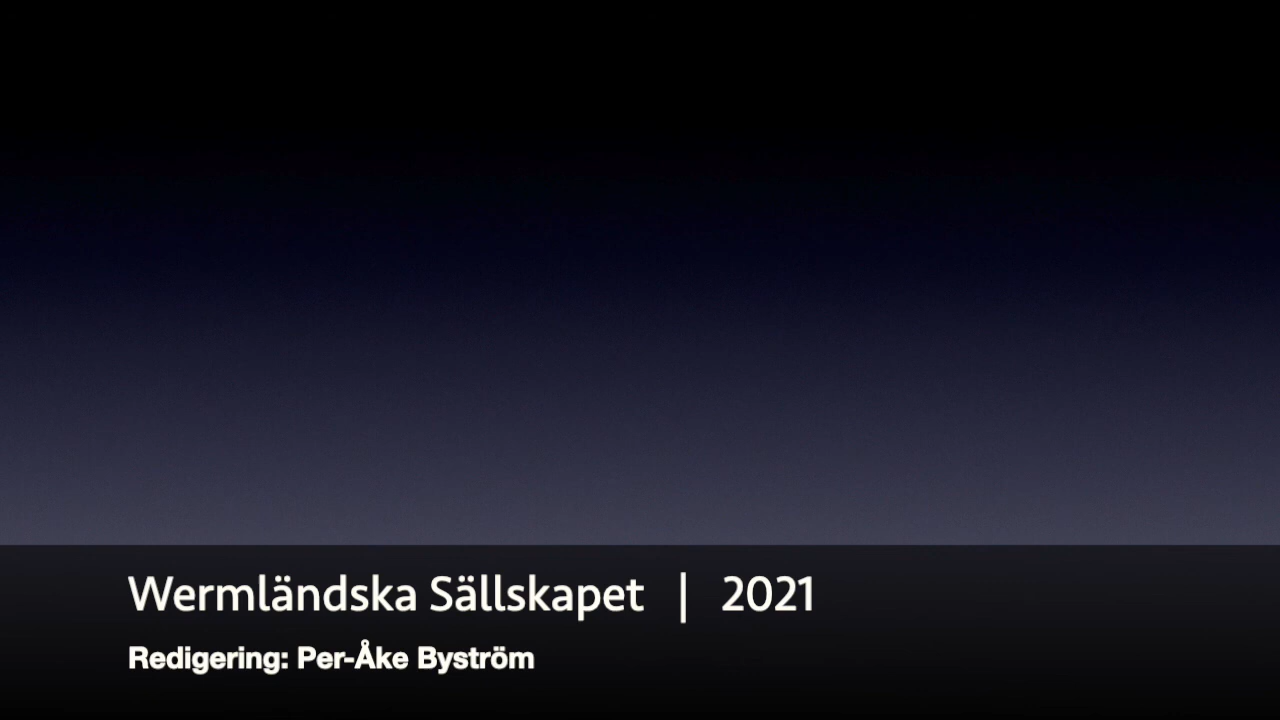 Wermländska Sällskapet | 2021
Redigering: Per-Åke Byström